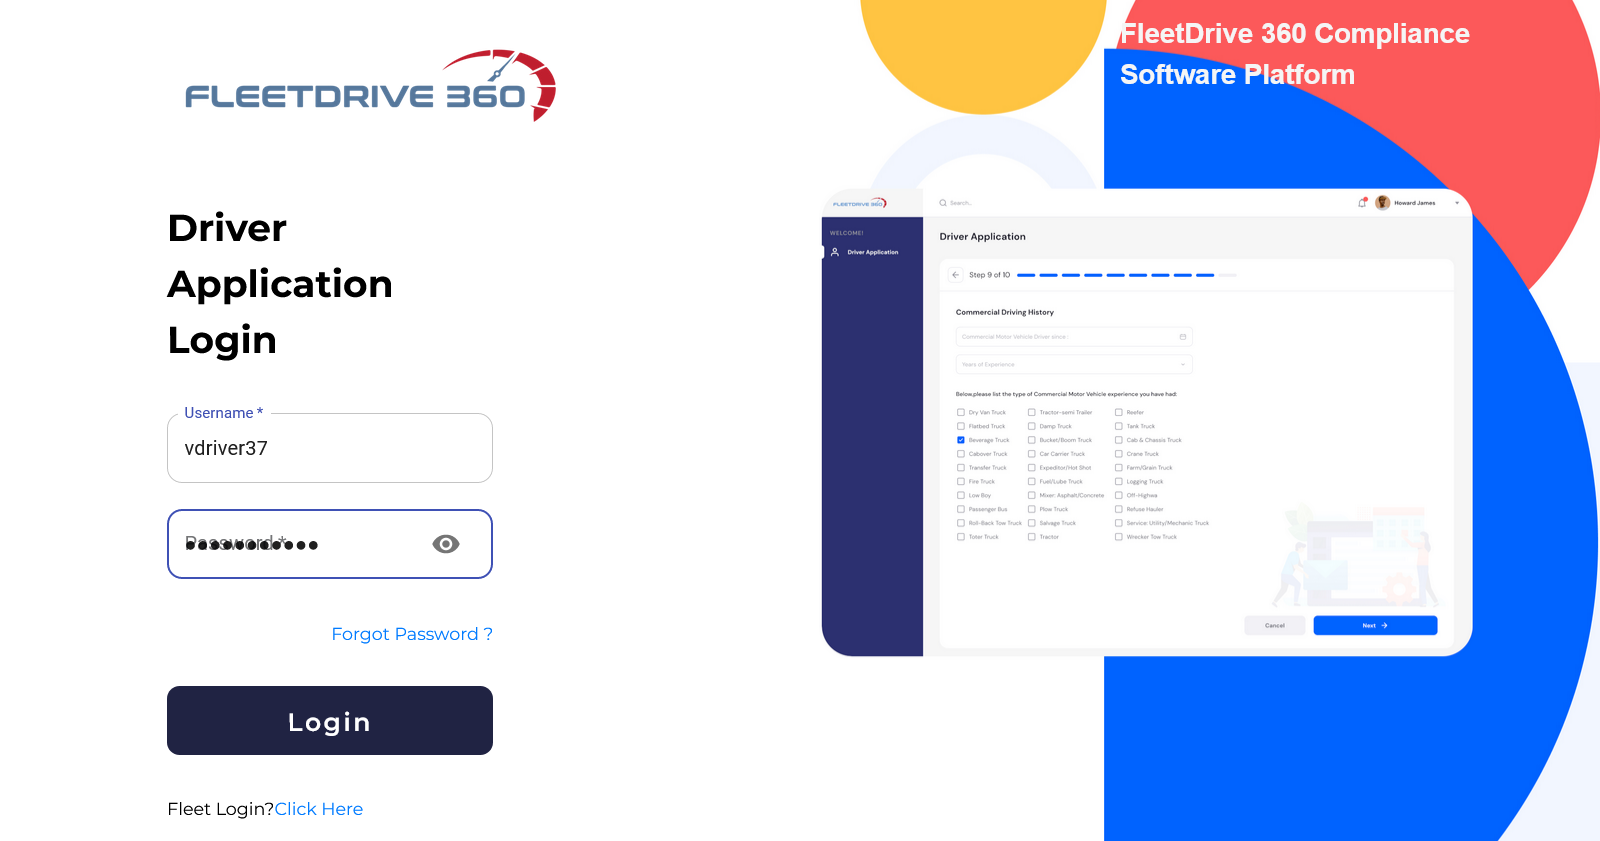 FLEETDRIVE 360
Driver
Application
Login
Username *
vdriver37
Password *
Forgot Password ?
Login
Fleet Login?Click Here
FleetDrive 360 Compliance
Software Platform
FLEETDRIVE 360
Search..
Howard James
WELCOME!
Driver Application
Driver Application
Step 9 of 10
Commercial Driving History
Commercial Motor Vehicle Driver since:
Years of Experience
Below,please list the type of Commercial Motor Vehicle experience you have had:
Dry Van Truck Tractor-semi Trailer Reefer
Flatbed Truck Damp Truck Tank Truck
Beverage Truck Bucket/Boom Truck Cab & Chassis Truck
Cabover Truck Car Carrier Truck Crane Truck
Transfer Truck Expeditor/Hot Shot Farm/Grain Truck
Fire Truck Fuel/Lube Truck Logging Truck
Low Boy Mixer: Asphalt/Concrete Off-Highwa
Passenger Bus Plow Truck Refuse Hauler
Roll-Back Tow Truck Salvage Truck Service: Utility/Mechanic Truck
Toter Truck Tractor Wrecker Tow Truck
Cancel Next